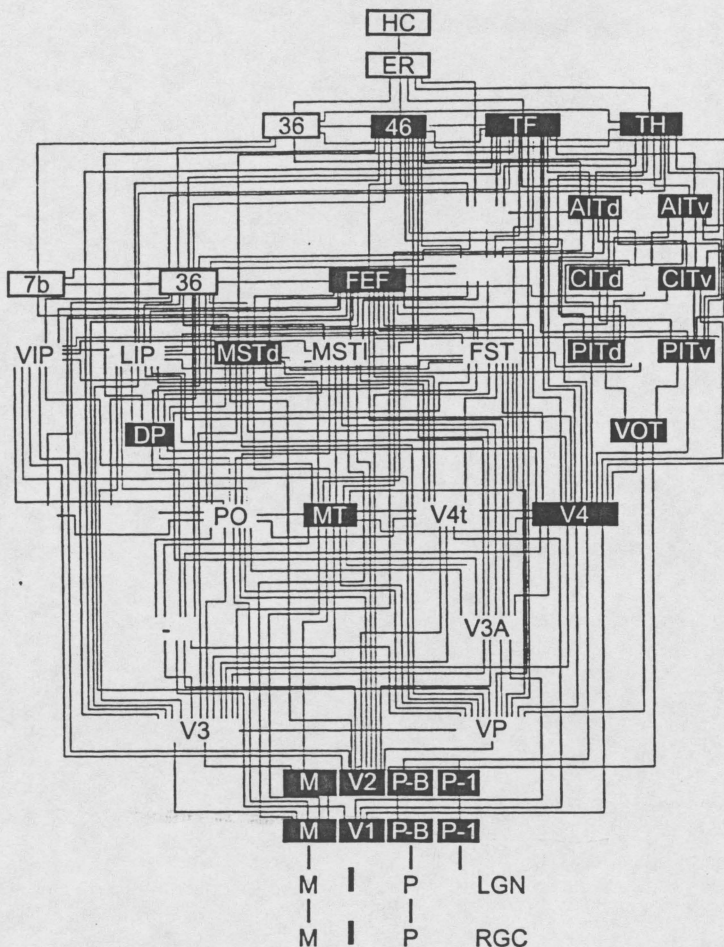 HC
ER
36 46 TF TH
AITd AITv
7b 36 FEF CITd CITv
VIP LIP MSTd MSTl FST PITd PITv
DP VOT
PO MT V4t V4
- V3A
V3 VP
M V2 P-B P-1
M V1 P-B P-1
M I P LGN
M I P RGC